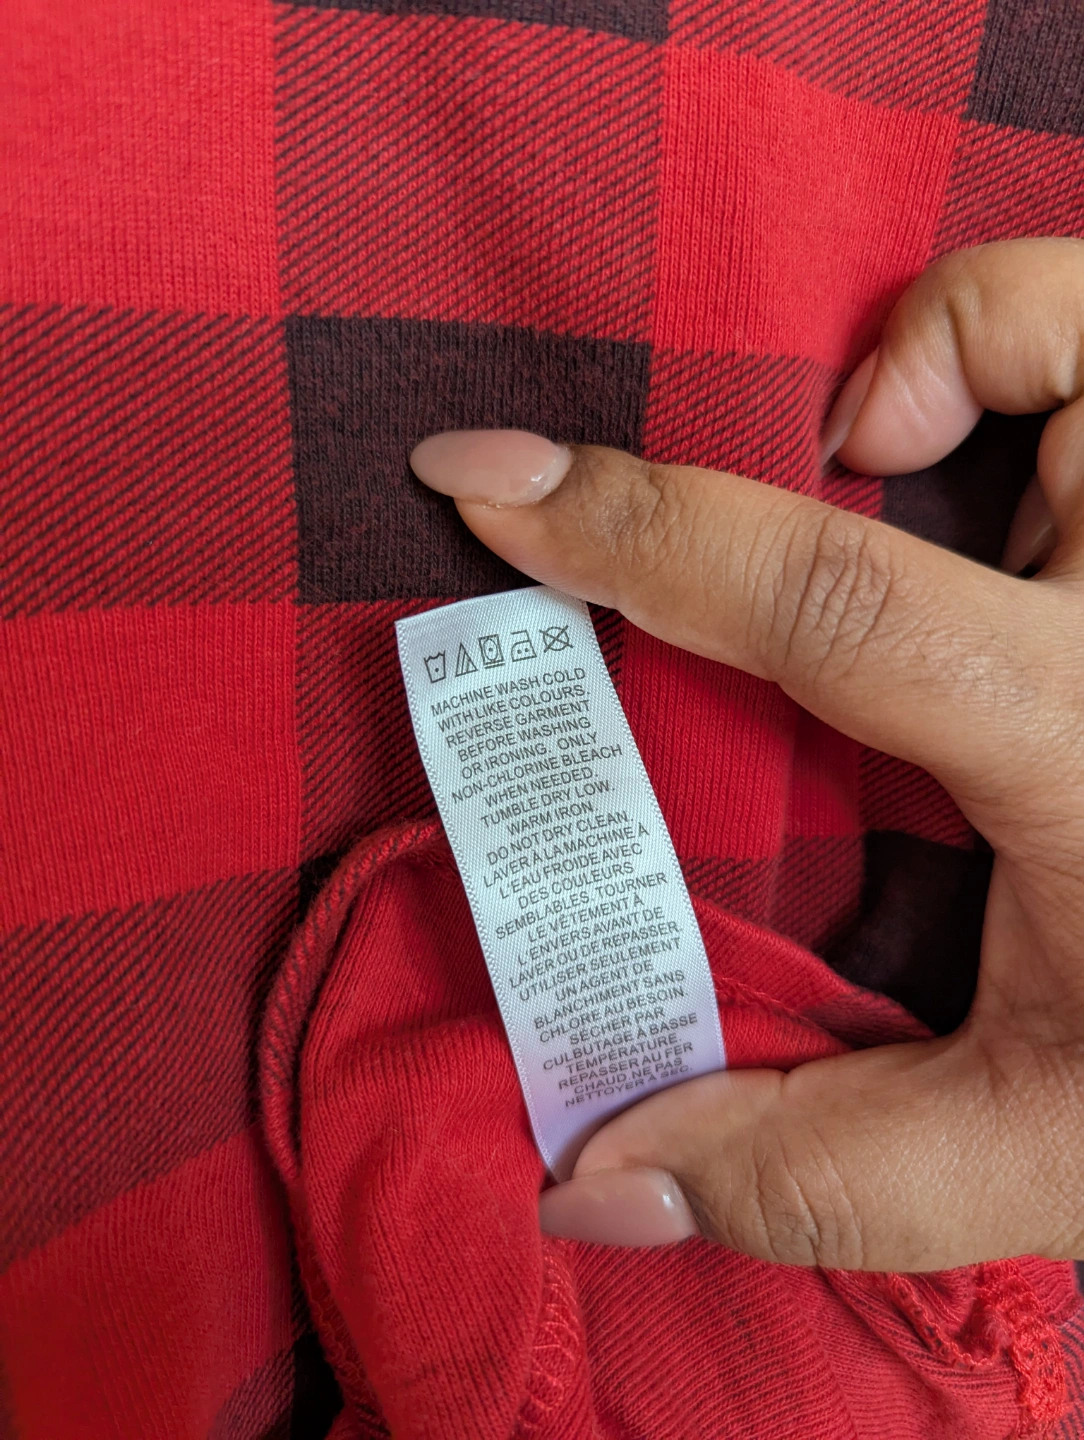 MACHINE WASH COLD
WITH LIKE COLOURS.
REVERSE GARMENT
BEFORE WASHING
OR IRONING. ONLY
NON-CHLORINE BLEACH
WHEN NEEDED.
TUMBLE DRY LOW.
WARM IRON
DO NOT DRY CLEAN.
LAVER À LA MACHINE À
L'EAU FROIDE AVEC
DES COULEURS
SEMBLABLES. TOURNER
LE VÊTEMENT À
L'ENVERS AVANT DE
LAVER OU DE REPASSER
UTILISER SEULEMENT
UN AGENT DE
BLANCHIMENT SANS
CHLORE AU BESOIN
SÉCHER PAR
CULBUTAGE À BASSE
TEMPÉRATURE.
REPASSER AU FER
CHAUD. NE PAS
NETTOYER À SEC.